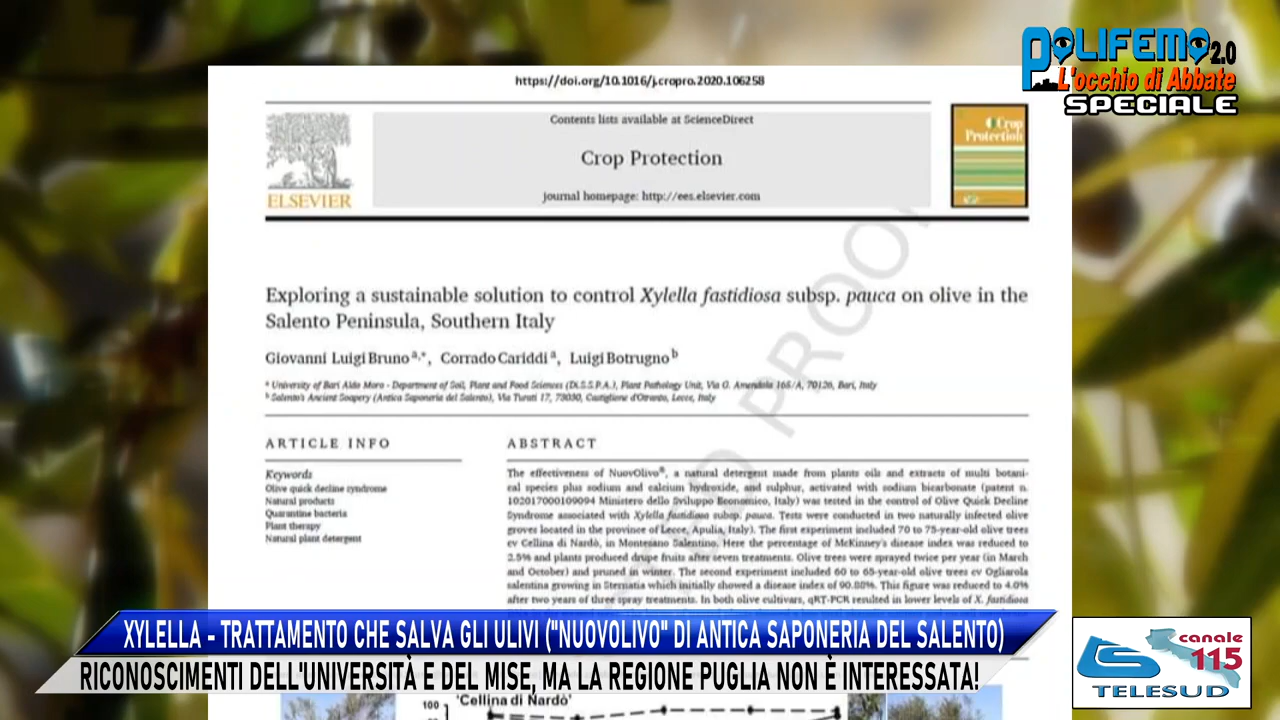 POLIFEMO 2.0
L'occhio di Abbate
SPECIALE
https://doi.org/10.1016/j.cropro.2020.106258
Contents lists available at ScienceDirect
Crop Protection
journal homepage: http://ees.elsevier.com
ELSEVIER
Crop
Protection
Exploring a sustainable solution to control Xylella fastidiosa subsp. pauca on olive in the
Salento Peninsula, Southern Italy
Giovanni Luigi Bruno a,*, Corrado Cariddi a, Luigi Botrugno b
a University of Bari Aldo Moro - Department of Soil, Plant and Food Sciences (Di.S.S.P.A.), Plant Pathology Unit, Via G. Amendola 165/A, 70126, Bari, Italy
b Salento's Ancient Soapery (Antica Saponeria del Salento), Via Turati 17, 73030, Castiglione d'Otranto, Lecce, Italy
ARTICLE INFO
Keywords
Olive quick decline syndrome
Natural products
Quarantine bacteria
Plant therapy
Natural plant detergent
ABSTRACT
The effectiveness of NuovOlivo®, a natural detergent made from plants oils and extracts of multi botani-
cal species plus sodium and calcium hydroxide, and sulphur, activated with sodium bicarbonate (patent n.
102017000109094 Ministero dello Sviluppo Economico, Italy) was tested in the control of Olive Quick Decline
Syndrome associated with Xylella fastidiosa subsp. pauca. Tests were conducted in two naturally infected olive
groves located in the province of Lecce, Apulia, Italy). The first experiment included 70 to 75-year-old olive trees
cv Cellina di Nardò, in Montesano Salentino. Here the percentage of McKinney's disease index was reduced to
2.5% and plants produced drupe fruits after seven treatments. Olive trees were sprayed twice per year (in March
and October) and pruned in winter. The second experiment included 60 to 65-year-old olive trees cv Ogliarola
salentina growing in Sternatia which initially showed a disease index of 90.88%. This figure was reduced to 4.0%
after two years of three spray treatments. In both olive cultivars, qRT-PCR resulted in lower levels of X. fastidiosa
XYLELLA – TRATTAMENTO CHE SALVA GLI ULIVI ("NUOVOLIVO" DI ANTICA SAPONERIA DEL SALENTO)
RICONOSCIMENTI DELL'UNIVERSITÀ E DEL MISE, MA LA REGIONE PUGLIA NON È INTERESSATA!
'Cellina di Nardò'
100
canale
115
TELESUD